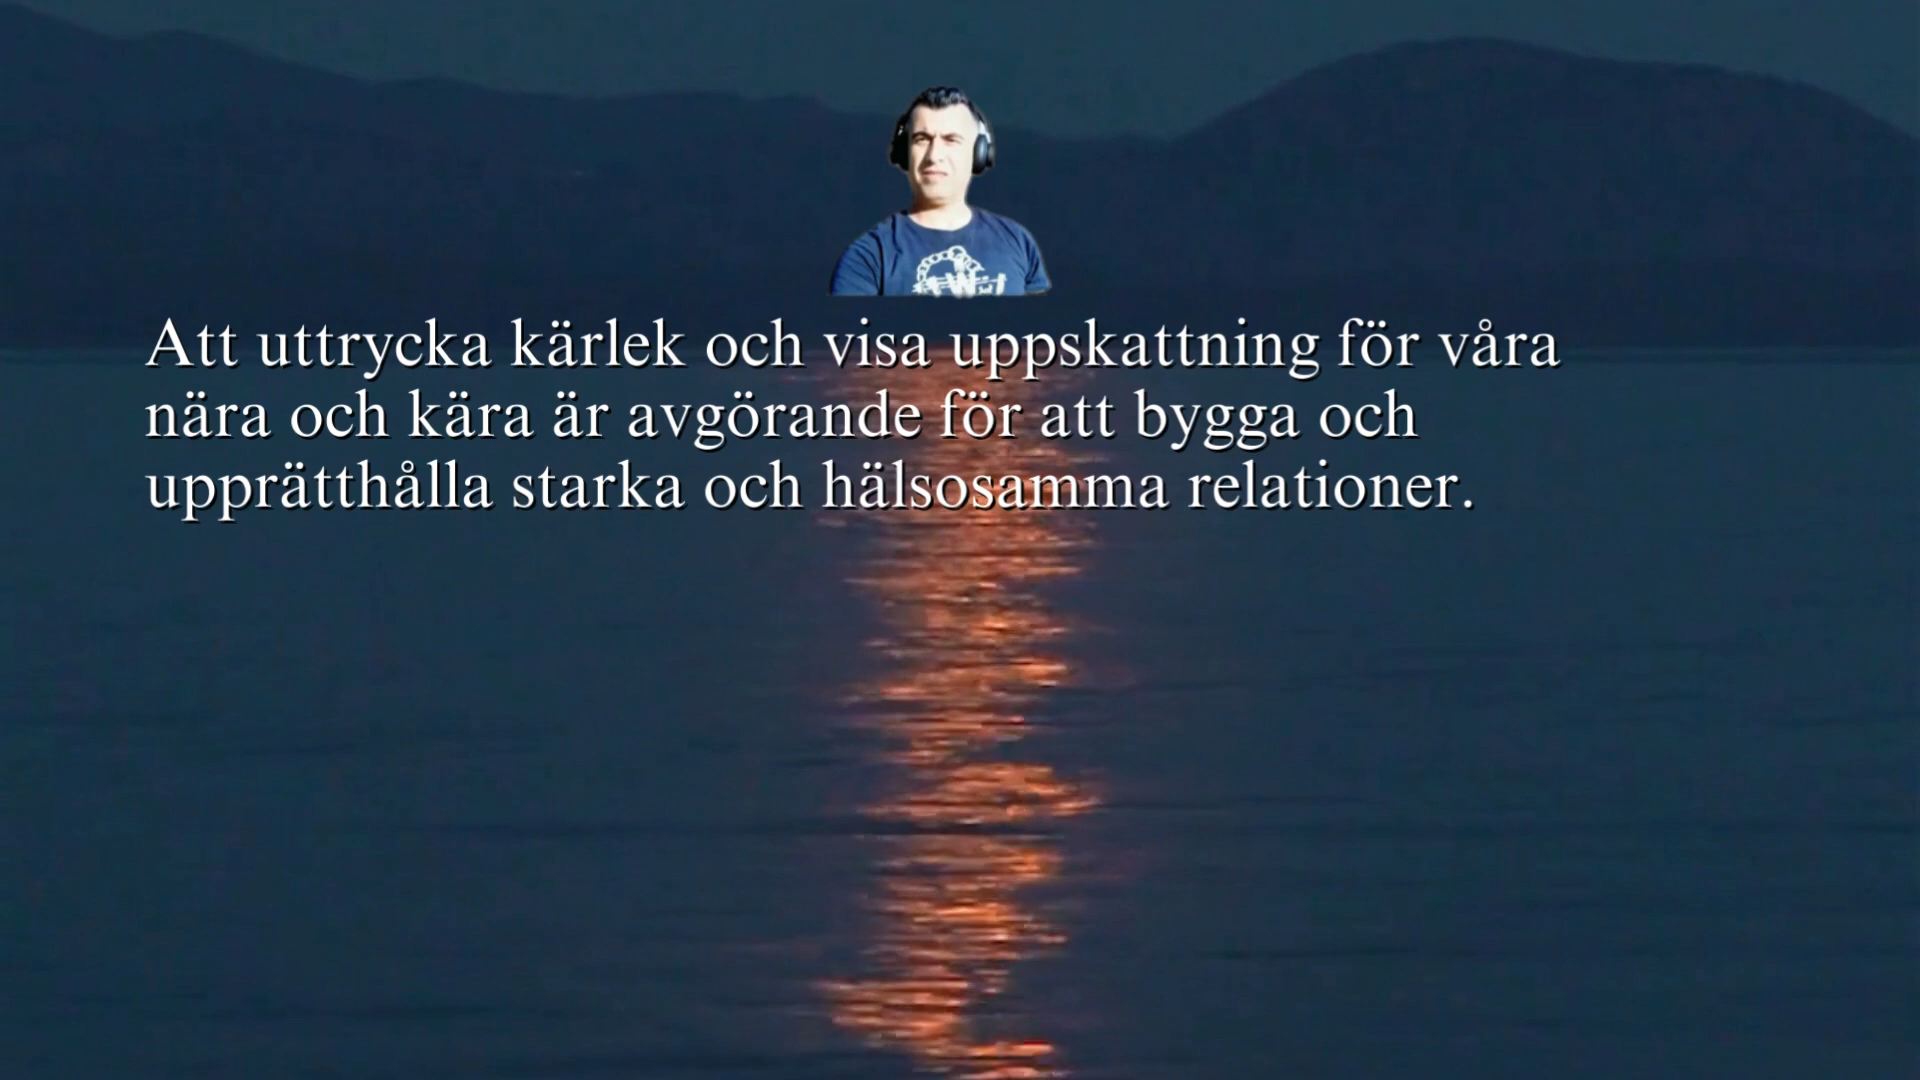 Att uttrycka kärlek och visa uppskattning för våra
nära och kära är avgörande för att bygga och
upprätthålla starka och hälsosamma relationer.